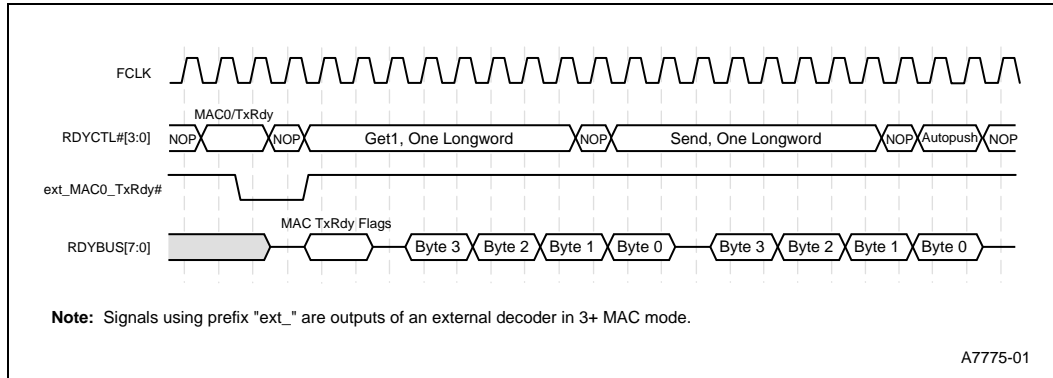 FCLK
MAC0/TxRdy
RDYCTL#[3:0] NOP NOP Get1, One Longword NOP Send, One Longword NOP Autopush NOP
ext_MAC0_TxRdy#
MAC TxRdy Flags
RDYBUS[7:0] Byte 3 Byte 2 Byte 1 Byte 0 Byte 3 Byte 2 Byte 1 Byte 0
Note: Signals using prefix "ext_" are outputs of an external decoder in 3+ MAC mode.
A7775-01